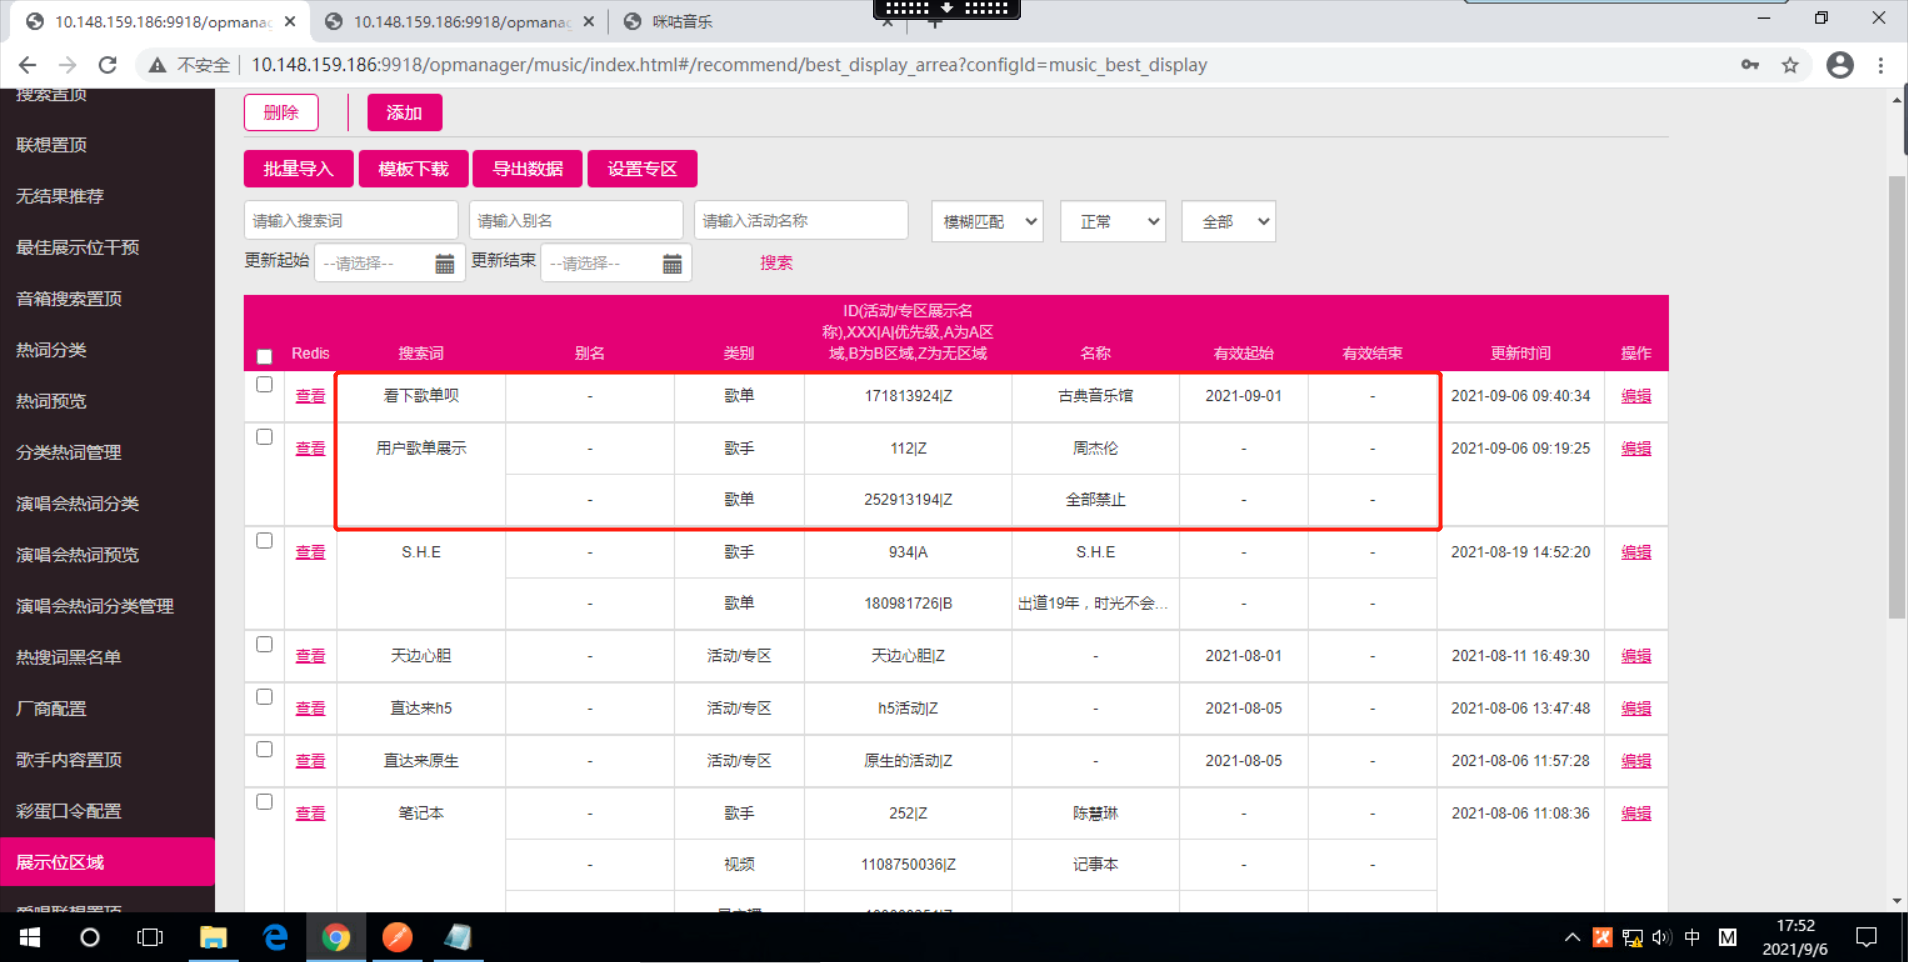 10.148.159.186:9918/opmanag
10.148.159.186:9918/opmana
咪咕音乐
不安全
10.148.159.186:9918/opmanager/music/index.html#/recommend/best_display_arrea?configId=music_best_display
搜索置顶
联想置顶
无结果推荐
最佳展示位干预
音箱搜索置顶
热词分类
热词预览
分类热词管理
演唱会热词分类
演唱会热词预览
演唱会热词分类管理
热搜词黑名单
厂商配置
歌手内容置顶
彩蛋口令配置
展示位区域
删除 添加
批量导入 模板下载 导出数据 设置专区
请输入搜索词 请输入别名 请输入活动名称 模糊匹配 正常 全部
更新起始 --请选择-- 更新结束 --请选择-- 搜索
Redis 搜索词 别名 类别 ID(活动/专区展示名称),XXX|A|优先级,A为A区域,B为B区域,Z为无区域 名称 有效起始 有效结束 更新时间 操作
查看 看下歌单呗 - 歌单 171813924|Z 古典音乐馆 2021-09-01 - 2021-09-06 09:40:34 编辑
查看 用户歌单展示 - 歌手 112|Z 周杰伦 - - 2021-09-06 09:19:25 编辑
- 歌单 252913194|Z 全部禁止 - -
查看 S.H.E - 歌手 934|A S.H.E - - 2021-08-19 14:52:20 编辑
- 歌单 180981726|B 出道19年，时光不会... - -
查看 天边心胆 - 活动/专区 天边心胆|Z - 2021-08-01 - 2021-08-11 16:49:30 编辑
查看 直达来h5 - 活动/专区 h5活动|Z - 2021-08-05 - 2021-08-06 13:47:48 编辑
查看 直达来原生 - 活动/专区 原生的活动|Z - 2021-08-05 - 2021-08-06 11:57:28 编辑
查看 笔记本 - 歌手 252|Z 陈慧琳 - - 2021-08-06 11:08:36 编辑
- 视频 1108750036|Z 记事本 - -
中 M
17:52
2021/9/6